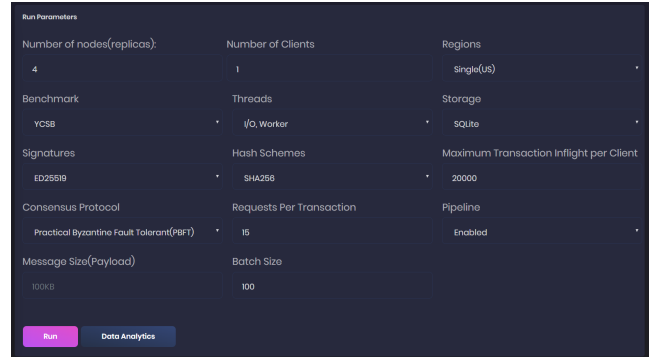 Run Parameters
Number of nodes(replicas): Number of Clients Regions
4 1 Single(US)
Benchmark Threads Storage
YCSB I/O, Worker SQLite
Signatures Hash Schemes Maximum Transaction Inflight per Client
ED25519 SHA256 20000
Consensus Protocol Requests Per Transaction Pipeline
Practical Byzantine Fault Tolerant(PBFT) 15 Enabled
Message Size(Payload) Batch Size
100KB 100
Run Data Analytics